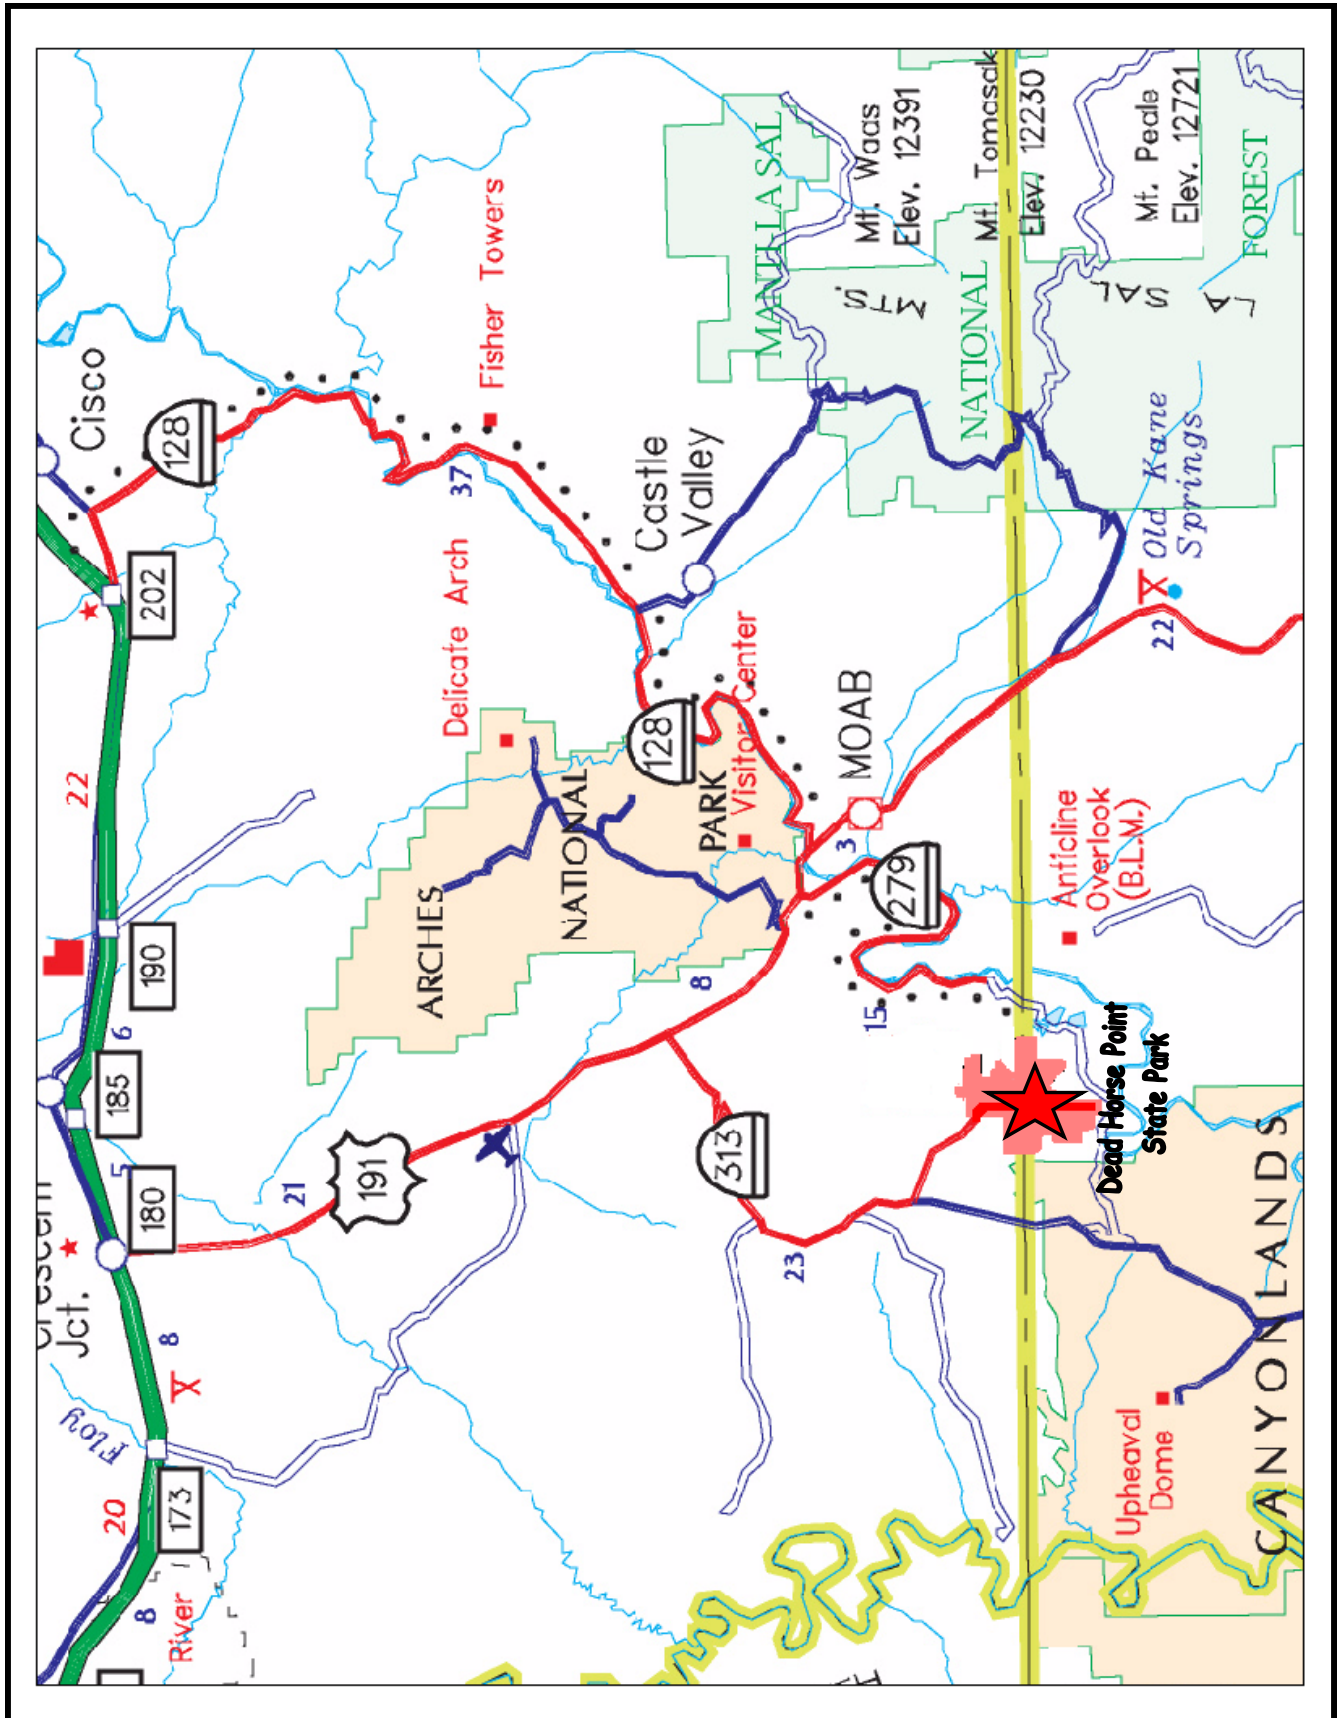 Cisco
128
202
Fisher Towers
37
Delicate Arch
22
Castle
Valley
MANTI LA SAL
NATIONAL
FOREST
Mt. Waas
Elev. 12391
Mt. Tomasak
Elev. 12230
Mt. Peale
Elev. 12721
MTS.
SAL
LA
Old Kane
Springs
22
128
Visitor Center
MOAB
3
279
ARCHES
NATIONAL
PARK
190
6
185
5
180
21
191
8
15
Anticline
Overlook
(B.L.M.)
Dead Horse Point
State Park
313
23
Jct.
8
Floy
173
20
8
River
Upheaval
Dome
CANYONLANDS